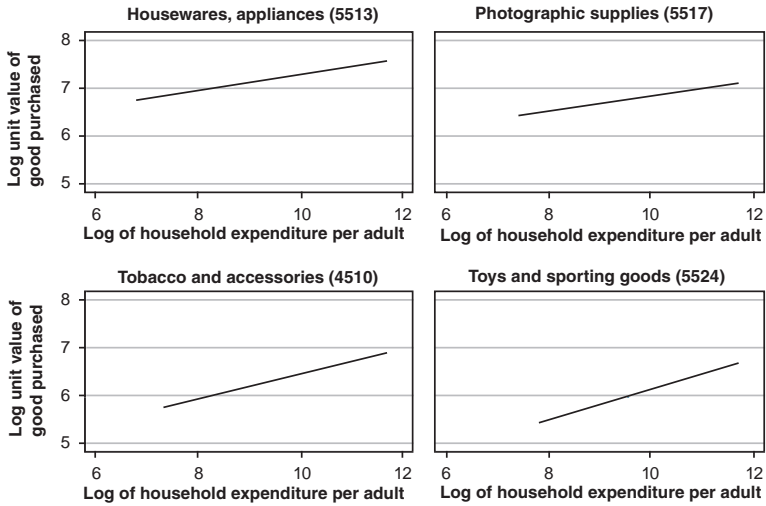 Housewares, appliances (5513)
Photographic supplies (5517)
Log unit value of
good purchased
8
7
6
5
6 8 10 12
6 8 10 12
Log of household expenditure per adult
Log of household expenditure per adult
Tobacco and accessories (4510)
Toys and sporting goods (5524)
Log unit value of
good purchased
8
7
6
5
6 8 10 12
6 8 10 12
Log of household expenditure per adult
Log of household expenditure per adult